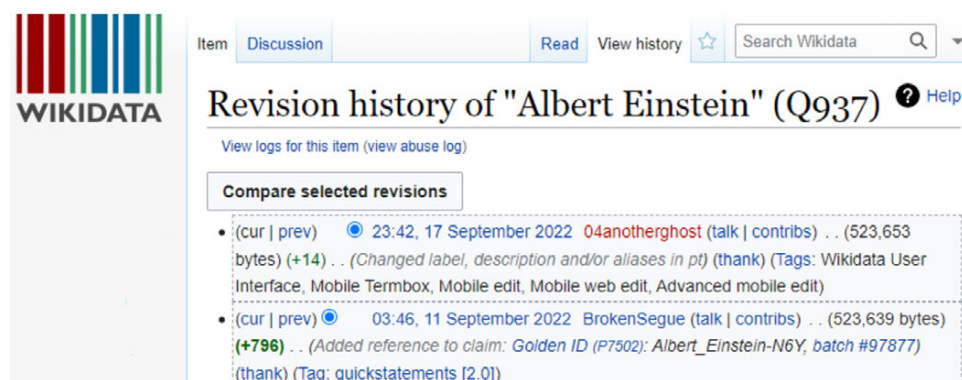 WIKIDATA
Item Discussion Read View history Search Wikidata
Revision history of "Albert Einstein" (Q937) ? Help
View logs for this item (view abuse log)
Compare selected revisions
• (cur | prev) 23:42, 17 September 2022 04anotherghost (talk | contribs) . . (523,653
bytes) (+14) . . (Changed label, description and/or aliases in pt) (thank) (Tags: Wikidata User
Interface, Mobile Termbox, Mobile edit, Mobile web edit, Advanced mobile edit)
• (cur | prev) 03:46, 11 September 2022 BrokenSegue (talk | contribs) . . (523,639 bytes)
(+796) . . (Added reference to claim: Golden ID (P7502): Albert_Einstein-N6Y, batch #97877)
(thank) (Tag: quickstatements [2.0])